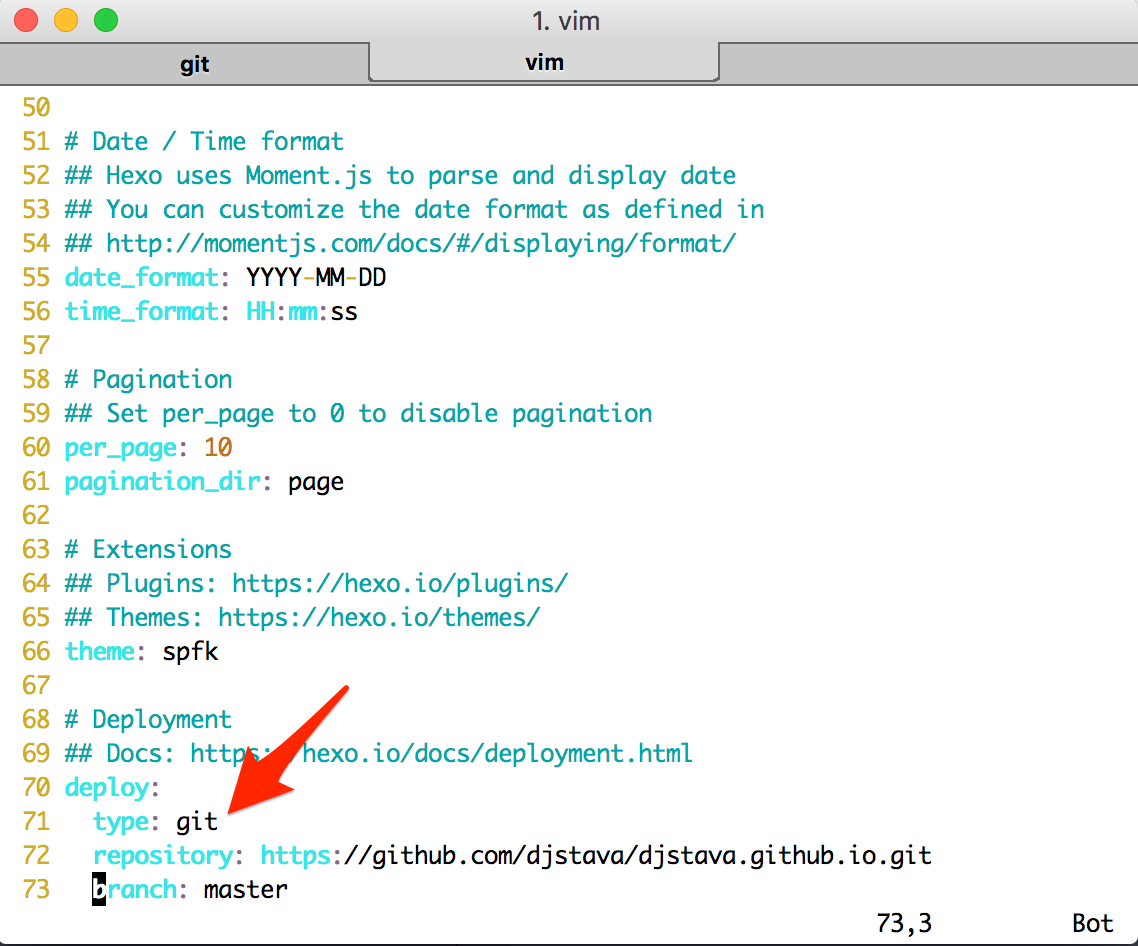 1. vim
git vim
50
51 # Date / Time format
52 ## Hexo uses Moment.js to parse and display date
53 ## You can customize the date format as defined in
54 ## http://momentjs.com/docs/#/displaying/format/
55 date_format: YYYY-MM-DD
56 time_format: HH:mm:ss
57
58 # Pagination
59 ## Set per_page to 0 to disable pagination
60 per_page: 10
61 pagination_dir: page
62
63 # Extensions
64 ## Plugins: https://hexo.io/plugins/
65 ## Themes: https://hexo.io/themes/
66 theme: spfk
67
68 # Deployment
69 ## Docs: https://hexo.io/docs/deployment.html
70 deploy:
71   type: git
72   repository: https://github.com/djstava/djstava.github.io.git
73   branch: master
73,3 Bot